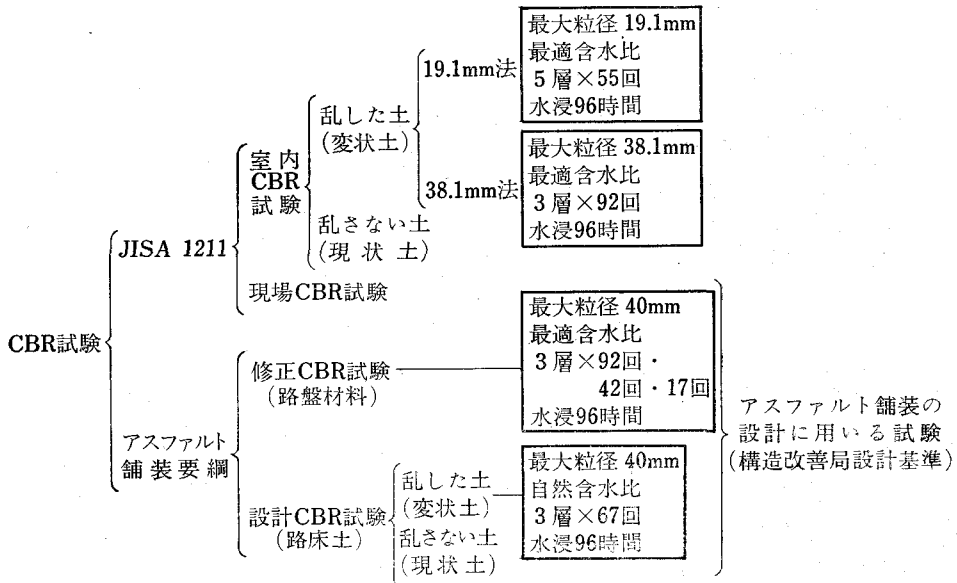 CBR試験
JISA 1211
室内
CBR
試験
乱した土
(変状土)
19.1mm法
最大粒径 19.1mm
最適含水比
5層×55回
水浸96時間
38.1mm法
最大粒径 38.1mm
最適含水比
3層×92回
水浸96時間
乱さない土
(現状土)
現場CBR試験
アスファルト
舗装要綱
修正CBR試験
(路盤材料)
最大粒径 40mm
最適含水比
3層×92回・
42回・17回
水浸96時間
設計CBR試験
(路床土)
乱した土
(変状土)
最大粒径 40mm
自然含水比
3層×67回
水浸96時間
乱さない土
(現状土)
アスファルト舗装の
設計に用いる試験
(構造改善局設計基準)